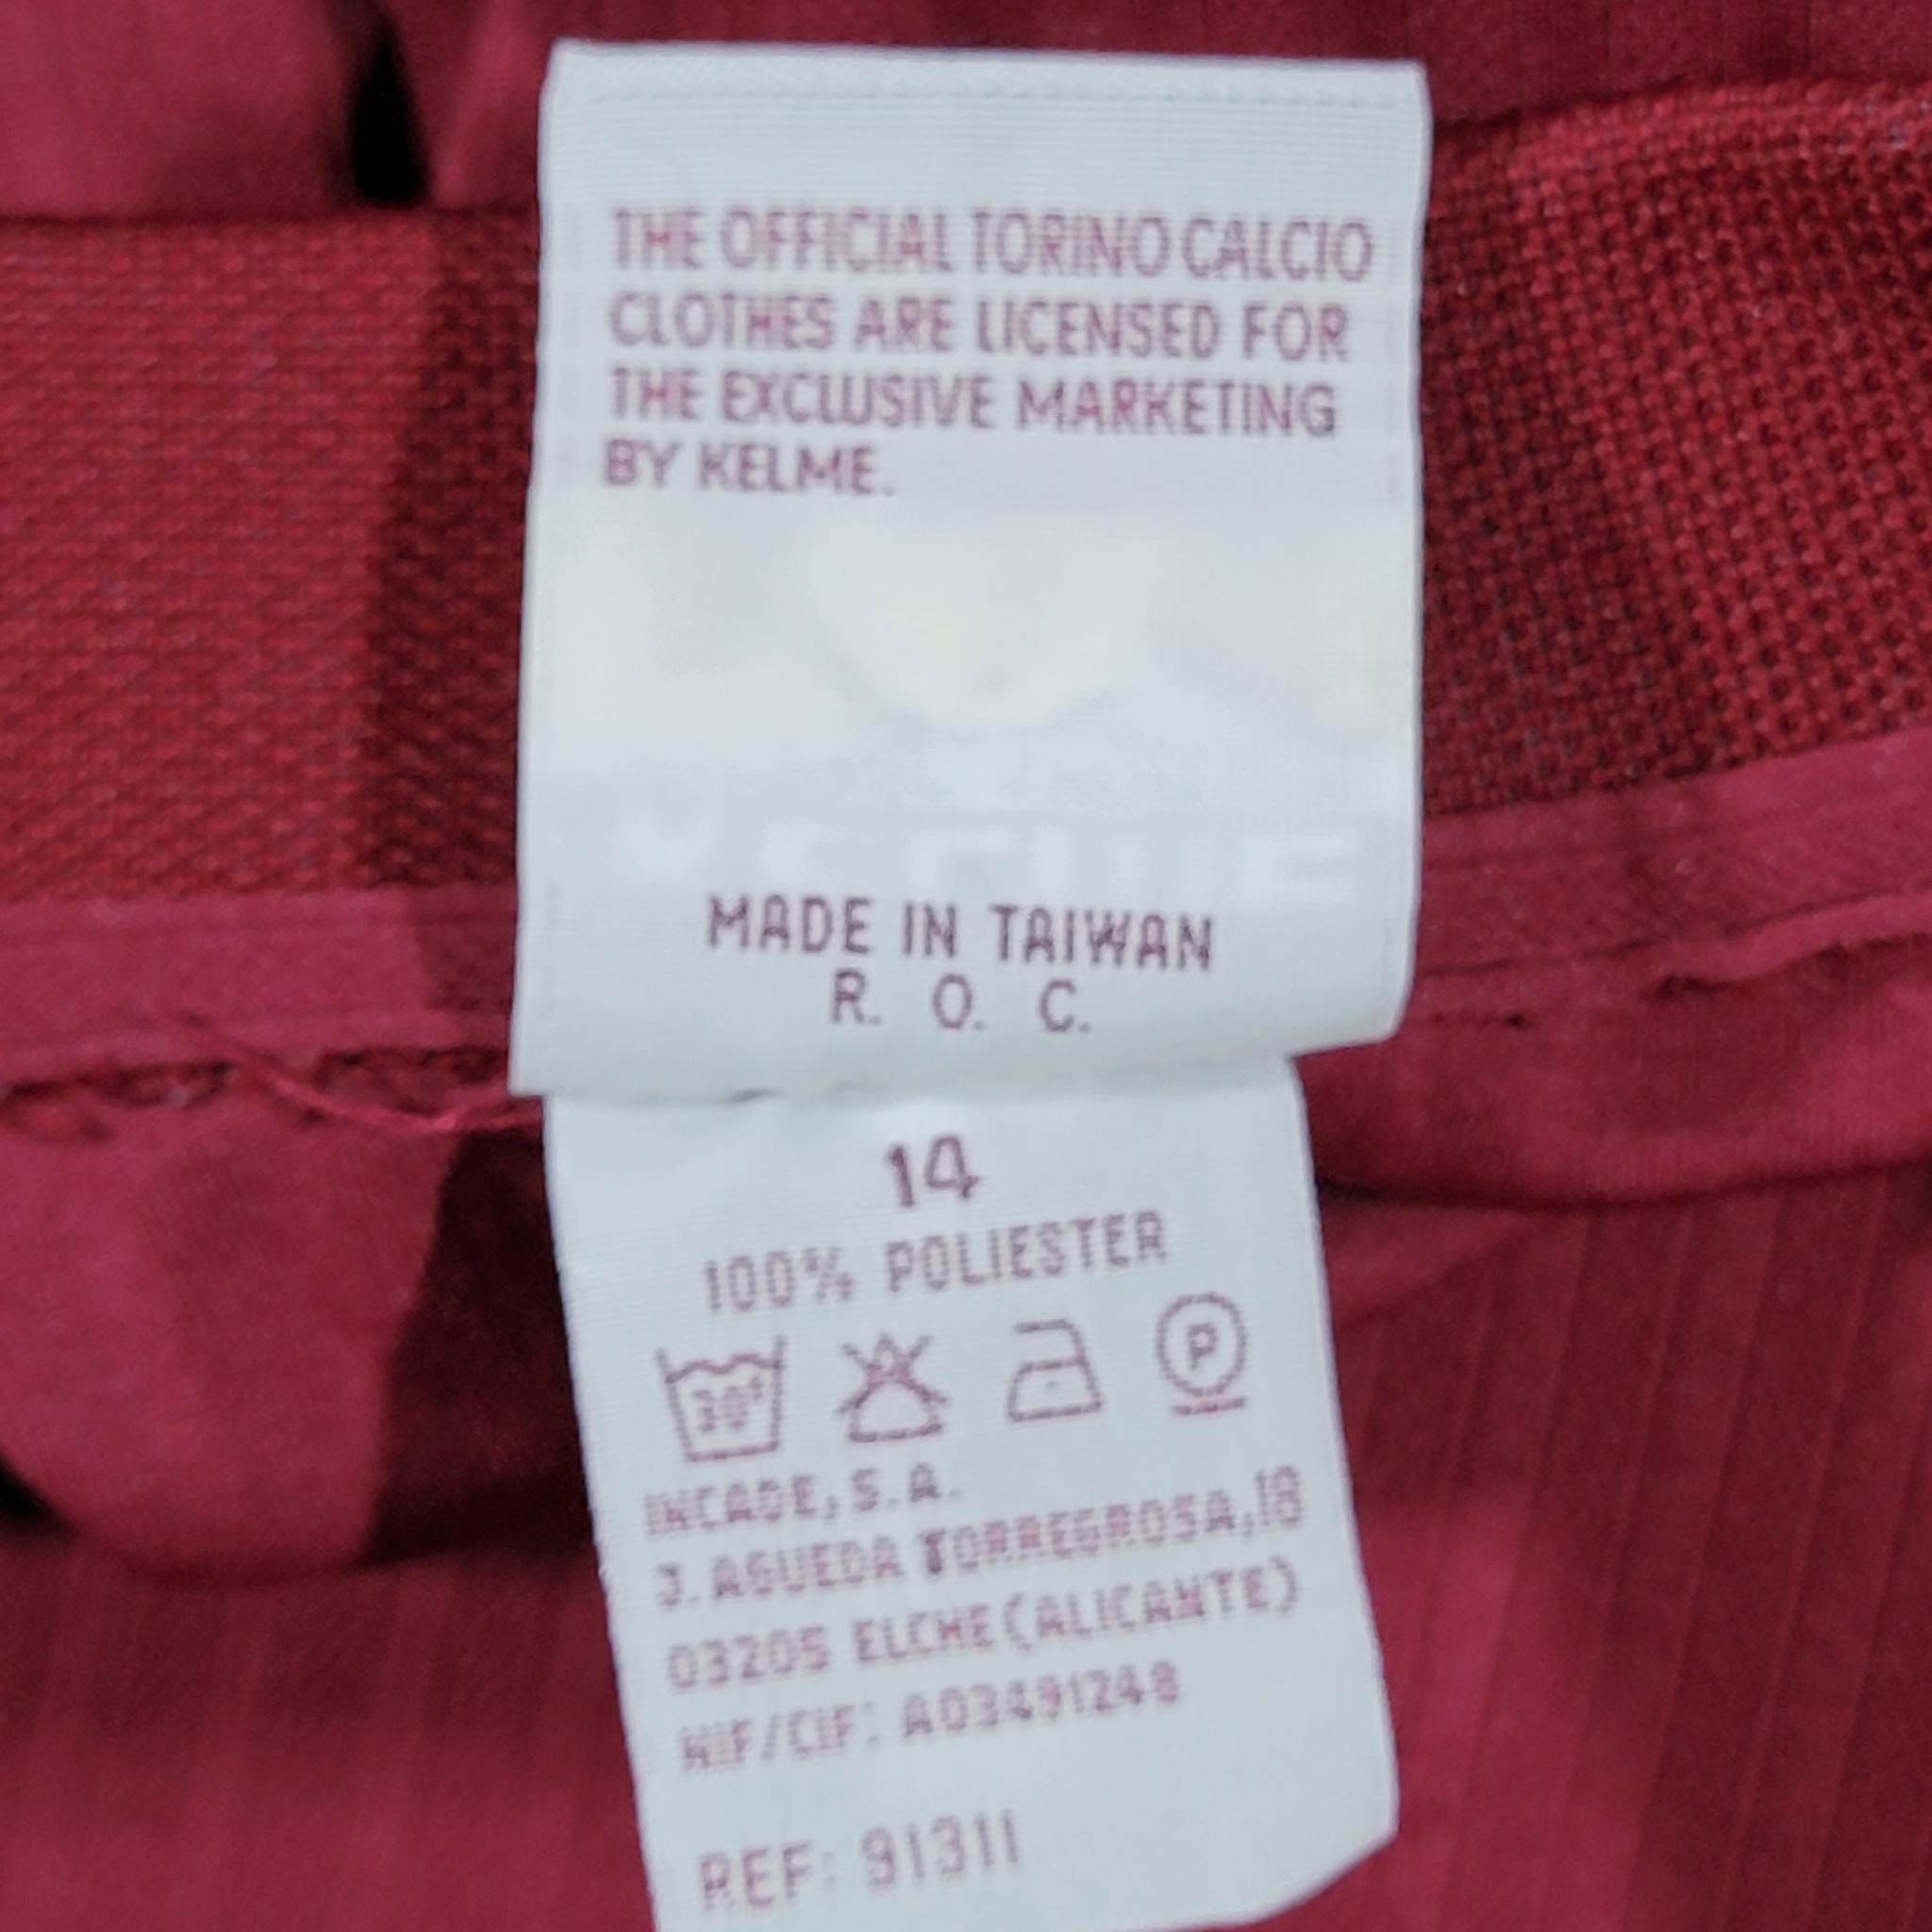 THE OFFICIAL TORINO CALCIO
CLOTHES ARE LICENSED FOR
THE EXCLUSIVE MARKETING
BY KELME.
MADE IN TAIWAN
R. O. C.
14
100% POLIESTER
30° P
INCADE, S.A.
J. AGUEDA TORREGROSA, 18
03205 ELCHE (ALICANTE)
NIF/CIF: A03491248
REF: 91311